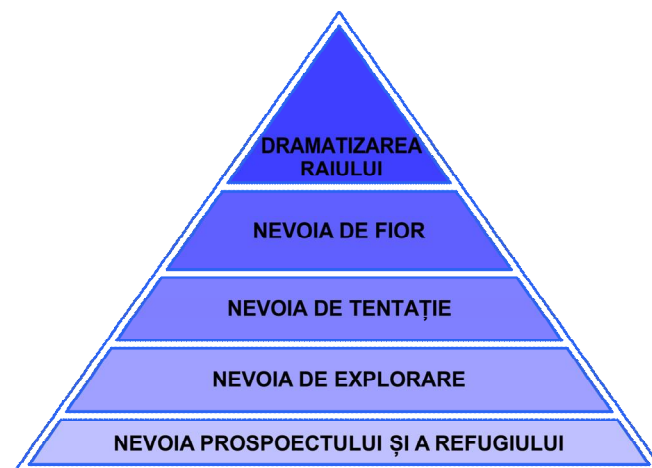 DRAMATIZAREA
RAIULUI
NEVOIA DE FIOR
NEVOIA DE TENTAȚIE
NEVOIA DE EXPLORARE
NEVOIA PROSPOECTULUI ȘI A REFUGIULUI